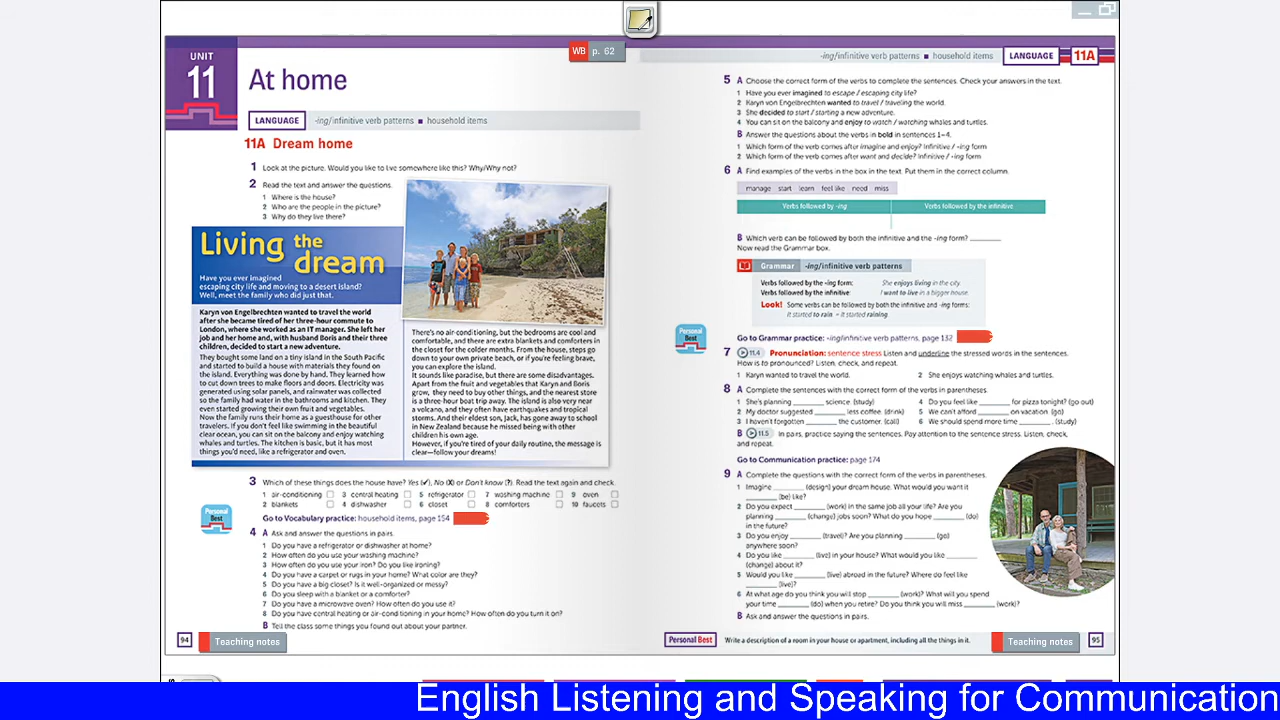 WB p. 62
UNIT
11
At home
LANGUAGE -ing/infinitive verb patterns ■ household items
11A Dream home
1 Look at the picture. Would you like to live somewhere like this? Why/Why not?
2 Read the text and answer the questions.
1 Where is the house?
2 Who are the people in the picture?
3 Why do they live there?
Living the dream
Have you ever imagined
escaping city life and moving to a desert island?
Well, meet the family who did just that.
Karyn von Engelbrechten wanted to travel the world
after she became tired of her three-hour commute to
London, where she worked as an IT manager. She left her
job and her home and, with husband Boris and their three
children, decided to start a new adventure.
They bought some land on a tiny island in the South Pacific
and started to build a house with materials they found on
the island. Everything was done by hand. They learned how
to cut down trees to make floors and doors. Electricity was
generated using solar panels, and rainwater was collected
so the family had water in the bathrooms and kitchen. They
even started growing their own fruit and vegetables.
Now the family runs their home as a guesthouse for other
travelers. If you don't feel like swimming in the beautiful
clear ocean, you can sit on the balcony and enjoy watching
whales and turtles. The kitchen is basic, but it has most
things you'd need, like a refrigerator and oven.
There's no air-conditioning, but the bedrooms are cool and
comfortable, and there are extra blankets and comforters in
the closet for the colder months. From the house, steps go
down to your own private beach, or if you're feeling brave,
you can explore the island.
It sounds like paradise, but there are some disadvantages.
Apart from the fruit and vegetables that Karyn and Boris
grow, they need to buy other things, and the nearest store
is a three-hour boat trip away. The island is also very near
a volcano, and they often have earthquakes and tropical
storms. And their eldest son, Jack, has gone away to school
in New Zealand because he missed being with other
children his own age.
However, if you're tired of your daily routine, the message is
clear—follow your dreams!
3 Which of these things does the house have? Yes (✓), No (X) or Don't know (?). Read the text again and check.
1 air-conditioning 3 central heating 5 refrigerator 7 washing machine 9 oven
2 blankets 4 dishwasher 6 closet 8 comforters 10 faucets
Personal Best
Go to Vocabulary practice: household items, page 154
4 A Ask and answer the questions in pairs.
1 Do you have a refrigerator or dishwasher at home?
2 How often do you use your washing machine?
3 How often do you use your iron? Do you like ironing?
4 Do you have a carpet or rugs in your home? What color are they?
5 Do you have a big closet? Is it well-organized or messy?
6 Do you sleep with a blanket or a comforter?
7 Do you have a microwave oven? How often do you use it?
8 Do you have central heating or air-conditioning in your home? How often do you turn it on?
B Tell the class some things you found out about your partner.
94 Teaching notes
-ing/infinitive verb patterns ■ household items LANGUAGE 11A
5 A Choose the correct form of the verbs to complete the sentences. Check your answers in the text.
1 Have you ever imagined to escape / escaping city life?
2 Karyn von Engelbrechten wanted to travel / traveling the world.
3 She decided to start / starting a new adventure.
4 You can sit on the balcony and enjoy to watch / watching whales and turtles.
B Answer the questions about the verbs in bold in sentences 1–4.
1 Which form of the verb comes after imagine and enjoy? Infinitive / -ing form
2 Which form of the verb comes after want and decide? Infinitive / -ing form
6 A Find examples of the verbs in the box in the text. Put them in the correct column.
manage start learn feel like need miss
Verbs followed by -ing Verbs followed by the infinitive
B Which verb can be followed by both the infinitive and the -ing form? ______
Now read the Grammar box.
Grammar -ing/infinitive verb patterns
Verbs followed by the -ing form: She enjoys living in the city.
Verbs followed by the infinitive: I want to live in a bigger house.
Look! Some verbs can be followed by both the infinitive and -ing forms:
It started to rain = It started raining.
Personal Best
Go to Grammar practice: -ing/infinitive verb patterns, page 132
7 11.4 Pronunciation: sentence stress Listen and underline the stressed words in the sentences.
How is to pronounced? Listen, check, and repeat.
1 Karyn wanted to travel the world. 2 She enjoys watching whales and turtles.
8 A Complete the sentences with the correct form of the verbs in parentheses.
1 She's planning ______ science. (study) 4 Do you feel like ______ for pizza tonight? (go out)
2 My doctor suggested ______ less coffee. (drink) 5 We can't afford ______ on vacation. (go)
3 I haven't forgotten ______ the customer. (call) 6 We should spend more time ______. (study)
B 11.5 In pairs, practice saying the sentences. Pay attention to the sentence stress. Listen, check,
and repeat.
Go to Communication practice: page 174
9 A Complete the questions with the correct form of the verbs in parentheses.
1 Imagine ______ (design) your dream house. What would you want it
______ (be) like?
2 Do you expect ______ (work) in the same job all your life? Are you
planning ______ (change) jobs soon? What do you hope ______ (do)
in the future?
3 Do you enjoy ______ (travel)? Are you planning ______ (go)
anywhere soon?
4 Do you like ______ (live) in your house? What would you like ______
(change) about it?
5 Would you like ______ (live) abroad in the future? Where do feel like
______ (live)?
6 At what age do you think you will stop ______ (work)? What will you spend
your time ______ (do) when you retire? Do you think you will miss ______ (work)?
B Ask and answer the questions in pairs.
Personal Best Write a description of a room in your house or apartment, including all the things in it.
Teaching notes 95
English Listening and Speaking for Communication